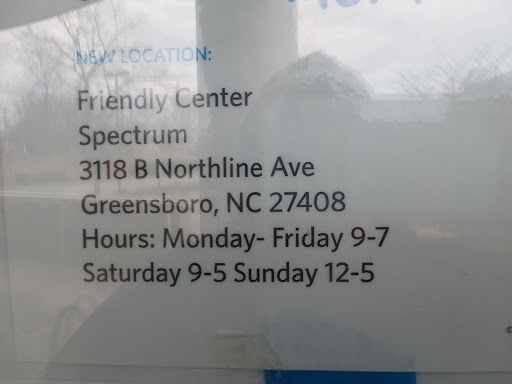 NEW LOCATION:
Friendly Center
Spectrum
3118 B Northline Ave
Greensboro, NC 27408
Hours: Monday- Friday 9-7
Saturday 9-5 Sunday 12-5